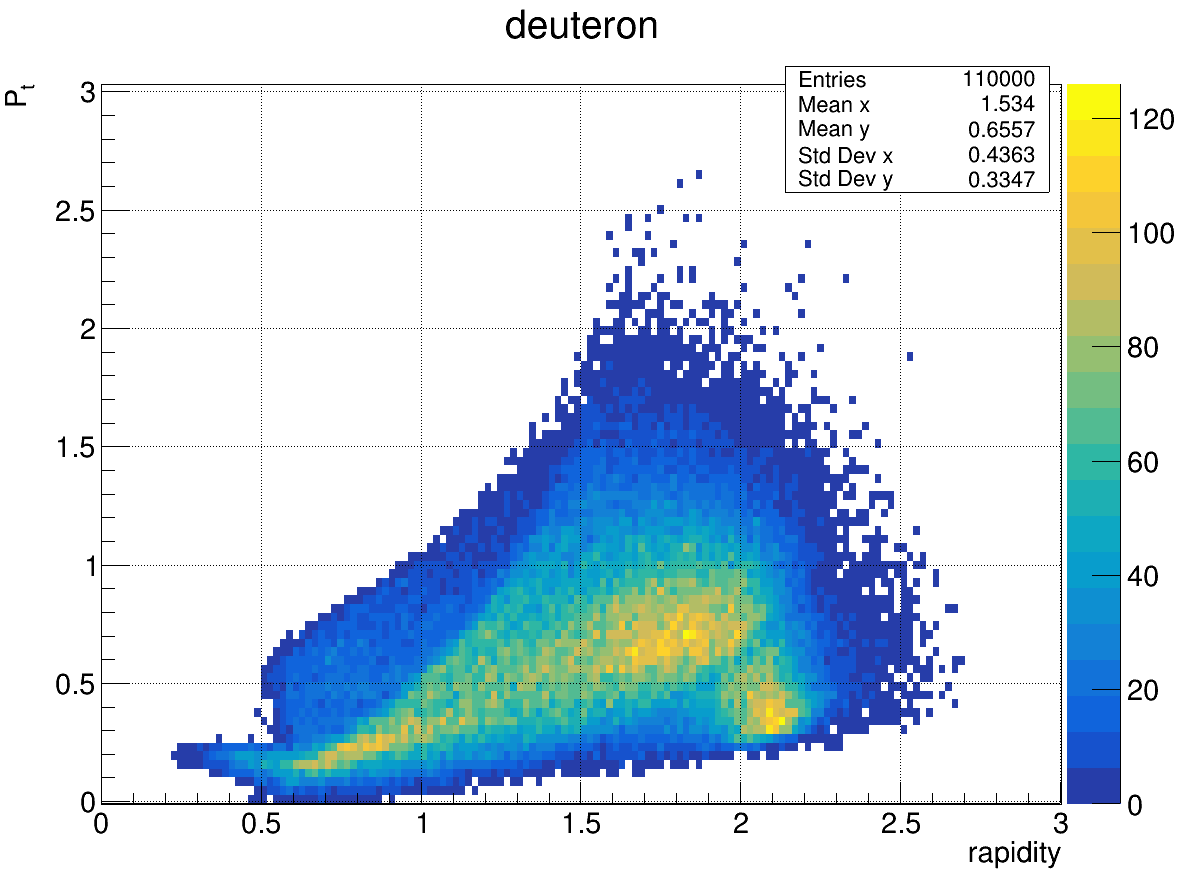 deuteron
P_t
Entries 110000
Mean x 1.534
Mean y 0.6557
Std Dev x 0.4363
Std Dev y 0.3347
3
2.5
2
1.5
1
0.5
0
120
100
80
60
40
20
0
0 0.5 1 1.5 2 2.5 3
rapidity